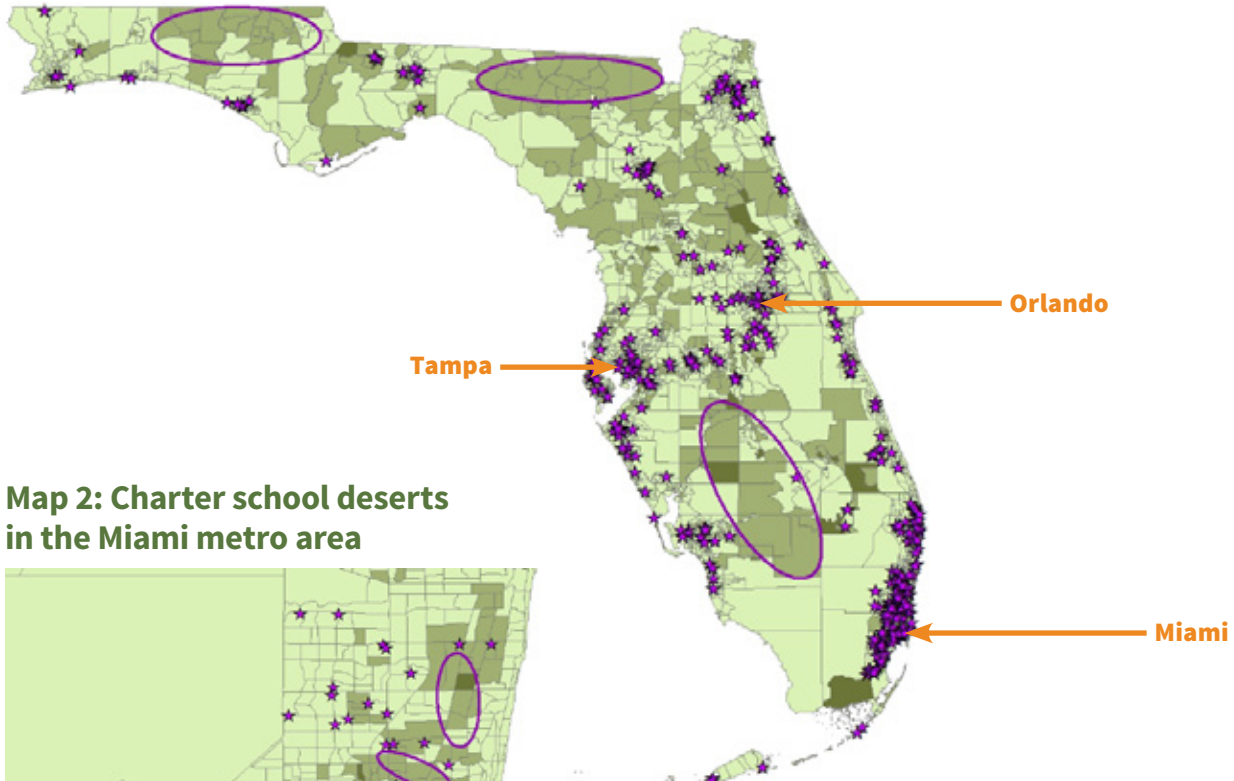 Orlando
Tampa
Map 2: Charter school deserts
in the Miami metro area
Miami